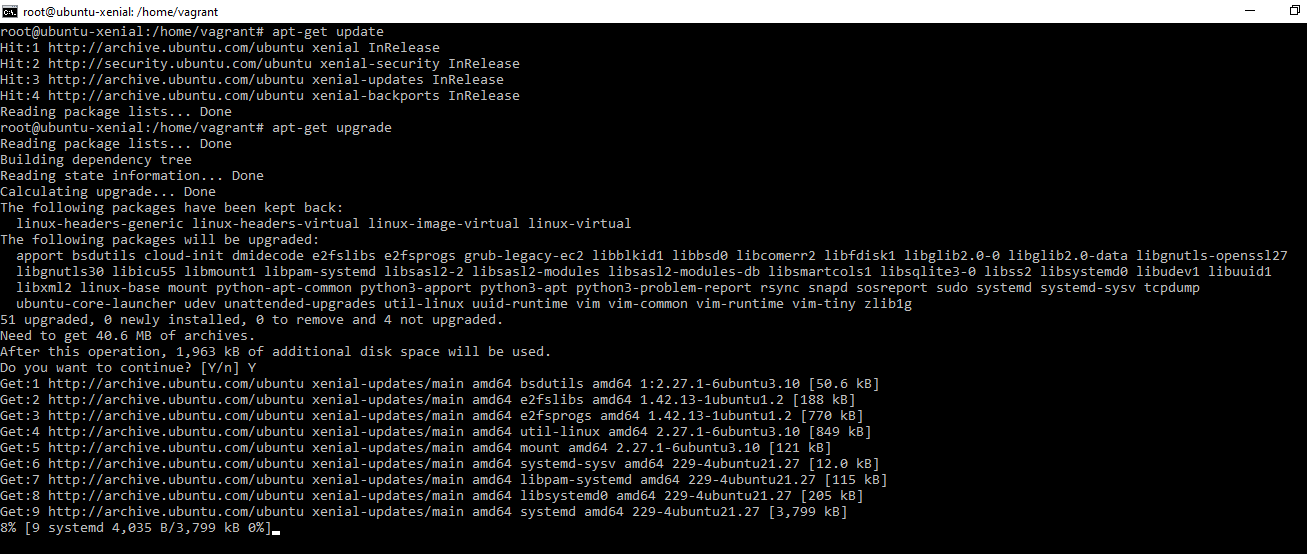 root@ubuntu-xenial: /home/vagrant
root@ubuntu-xenial:/home/vagrant# apt-get update
Hit:1 http://archive.ubuntu.com/ubuntu xenial InRelease
Hit:2 http://security.ubuntu.com/ubuntu xenial-security InRelease
Hit:3 http://archive.ubuntu.com/ubuntu xenial-updates InRelease
Hit:4 http://archive.ubuntu.com/ubuntu xenial-backports InRelease
Reading package lists... Done
root@ubuntu-xenial:/home/vagrant# apt-get upgrade
Reading package lists... Done
Building dependency tree
Reading state information... Done
Calculating upgrade... Done
The following packages have been kept back:
  linux-headers-generic linux-headers-virtual linux-image-virtual linux-virtual
The following packages will be upgraded:
  apport bsdutils cloud-init dmidecode e2fslibs e2fsprogs grub-legacy-ec2 libblkid1 libbsd0 libcomerr2 libfdisk1 libglib2.0-0 libglib2.0-data libgnutls-openssl27
  libgnutls30 libicu55 libmount1 libpam-systemd libsasl2-2 libsasl2-modules libsasl2-modules-db libsmartcols1 libsqlite3-0 libss2 libsystemd0 libudev1 libuuid1
  libxml2 linux-base mount python-apt-common python3-apport python3-apt python3-problem-report rsync snapd sosreport sudo systemd systemd-sysv tcpdump
  ubuntu-core-launcher udev unattended-upgrades util-linux uuid-runtime vim vim-common vim-runtime vim-tiny zlib1g
51 upgraded, 0 newly installed, 0 to remove and 4 not upgraded.
Need to get 40.6 MB of archives.
After this operation, 1,963 kB of additional disk space will be used.
Do you want to continue? [Y/n] Y
Get:1 http://archive.ubuntu.com/ubuntu xenial-updates/main amd64 bsdutils amd64 1:2.27.1-6ubuntu3.10 [50.6 kB]
Get:2 http://archive.ubuntu.com/ubuntu xenial-updates/main amd64 e2fslibs amd64 1.42.13-1ubuntu1.2 [188 kB]
Get:3 http://archive.ubuntu.com/ubuntu xenial-updates/main amd64 e2fsprogs amd64 1.42.13-1ubuntu1.2 [770 kB]
Get:4 http://archive.ubuntu.com/ubuntu xenial-updates/main amd64 util-linux amd64 2.27.1-6ubuntu3.10 [849 kB]
Get:5 http://archive.ubuntu.com/ubuntu xenial-updates/main amd64 mount amd64 2.27.1-6ubuntu3.10 [121 kB]
Get:6 http://archive.ubuntu.com/ubuntu xenial-updates/main amd64 systemd-sysv amd64 229-4ubuntu21.27 [12.0 kB]
Get:7 http://archive.ubuntu.com/ubuntu xenial-updates/main amd64 libpam-systemd amd64 229-4ubuntu21.27 [115 kB]
Get:8 http://archive.ubuntu.com/ubuntu xenial-updates/main amd64 libsystemd0 amd64 229-4ubuntu21.27 [205 kB]
Get:9 http://archive.ubuntu.com/ubuntu xenial-updates/main amd64 systemd amd64 229-4ubuntu21.27 [3,799 kB]
8% [9 systemd 4,035 B/3,799 kB 0%]